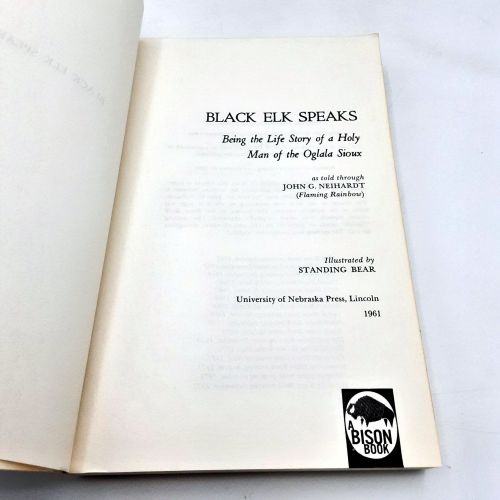 BLACK ELK SPEAKS
Being the Life Story of a Holy
Man of the Oglala Sioux
as told through
JOHN G. NEIHARDT
(Flaming Rainbow)
Illustrated by
STANDING BEAR
University of Nebraska Press, Lincoln
1961
A
BISON
BOOK